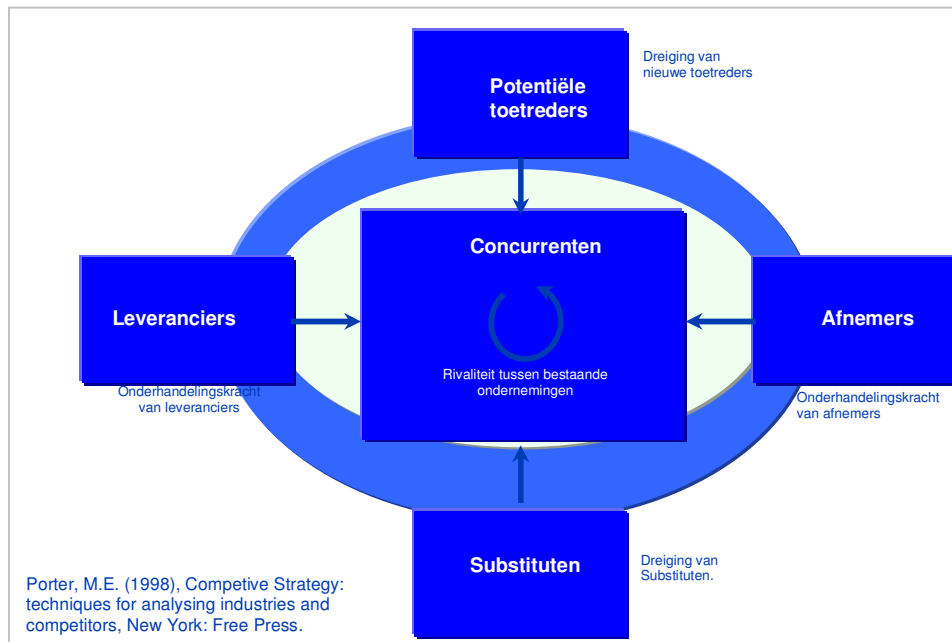 Potentiële
toetreders
Dreiging van
nieuwe toetreders
Concurrenten
Rivaliteit tussen bestaande
ondernemingen
Leveranciers
Onderhandelingskracht
van leveranciers
Afnemers
Onderhandelingskracht
van afnemers
Substituten
Dreiging van
Substituten.
Porter, M.E. (1998), Competive Strategy:
techniques for analysing industries and
competitors, New York: Free Press.